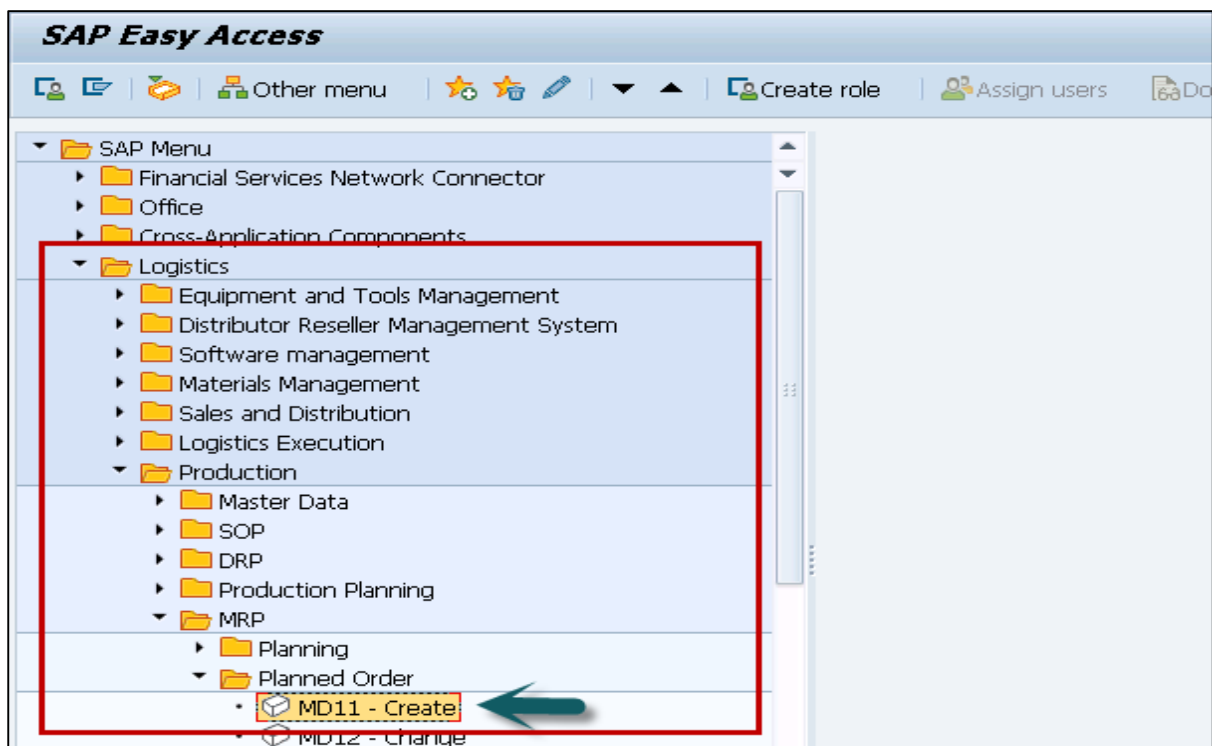 SAP Easy Access
Other menu Create role Assign users Do
SAP Menu
Financial Services Network Connector
Office
Cross-Application Components
Logistics
Equipment and Tools Management
Distributor Reseller Management System
Software management
Materials Management
Sales and Distribution
Logistics Execution
Production
Master Data
SOP
DRP
Production Planning
MRP
Planning
Planned Order
MD11 - Create
MD12 - Change